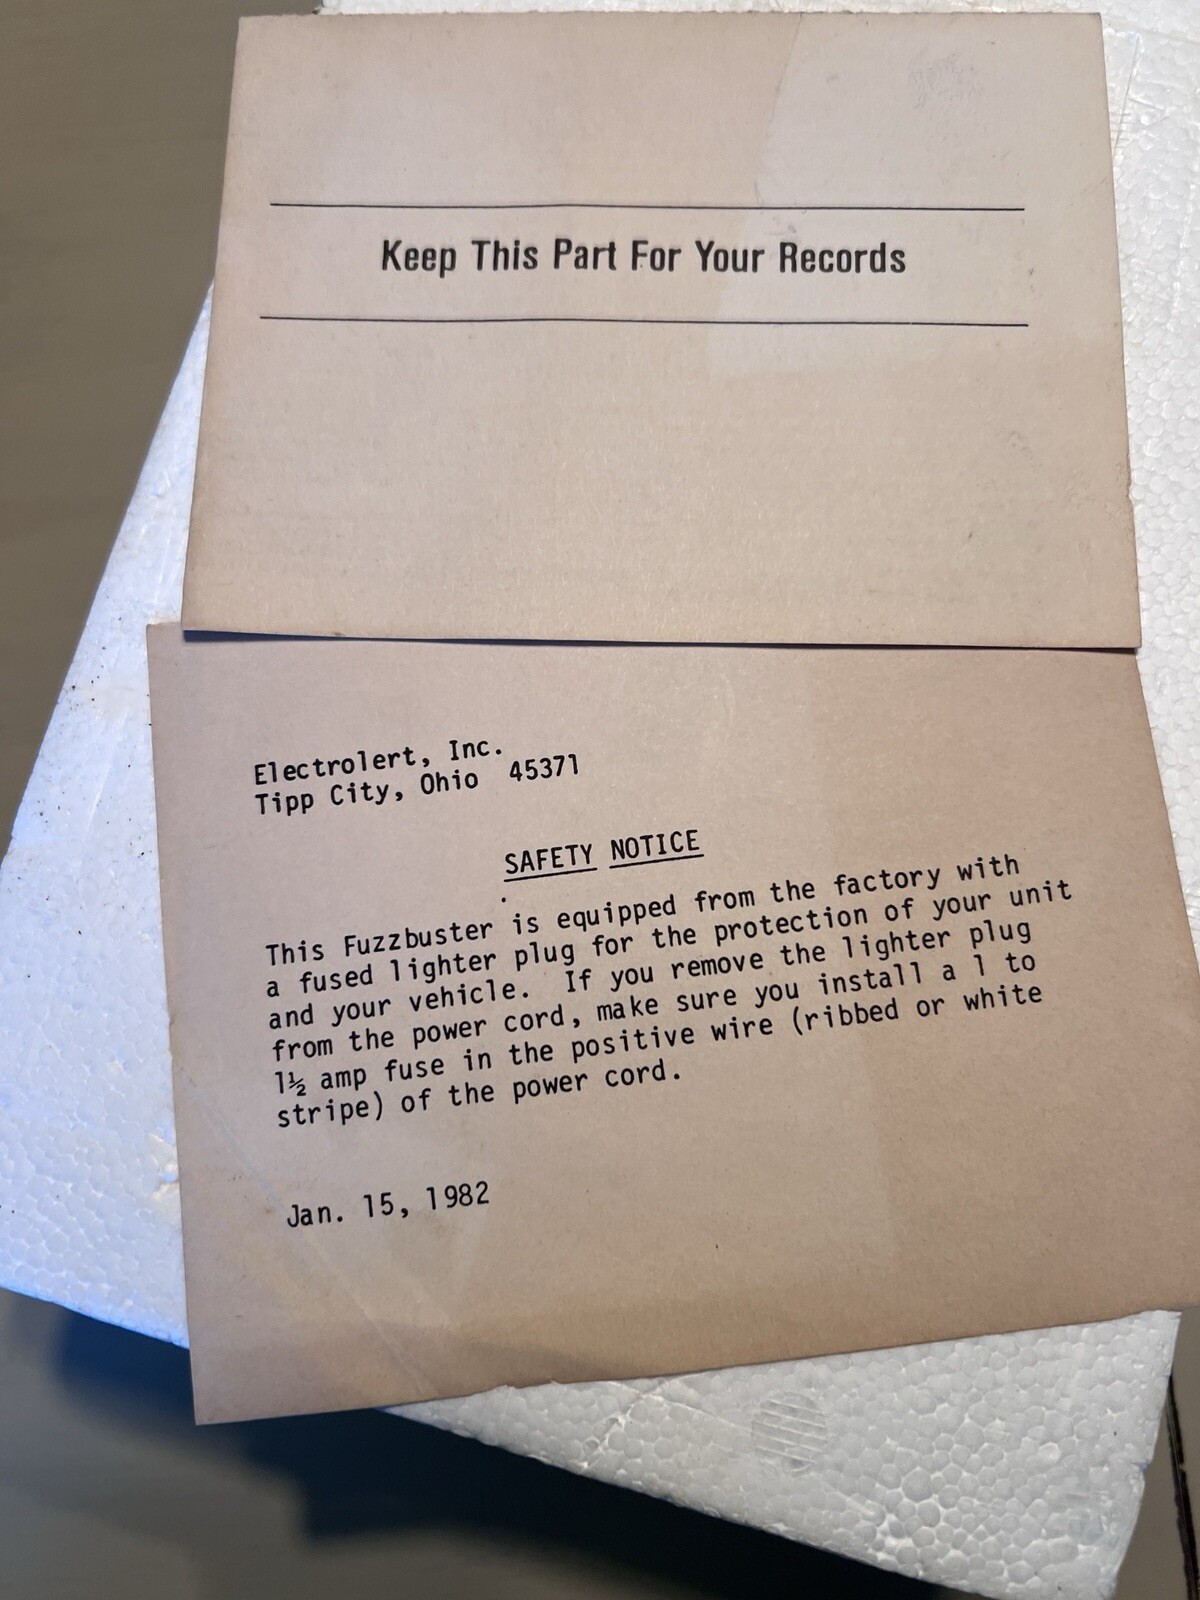 Keep This Part For Your Records
Electrolert, Inc.
Tipp City, Ohio 45371
SAFETY NOTICE
This Fuzzbuster is equipped from the factory with
a fused lighter plug for the protection of your unit
and your vehicle. If you remove the lighter plug
from the power cord, make sure you install a 1 to
1½ amp fuse in the positive wire (ribbed or white
stripe) of the power cord.
Jan. 15, 1982